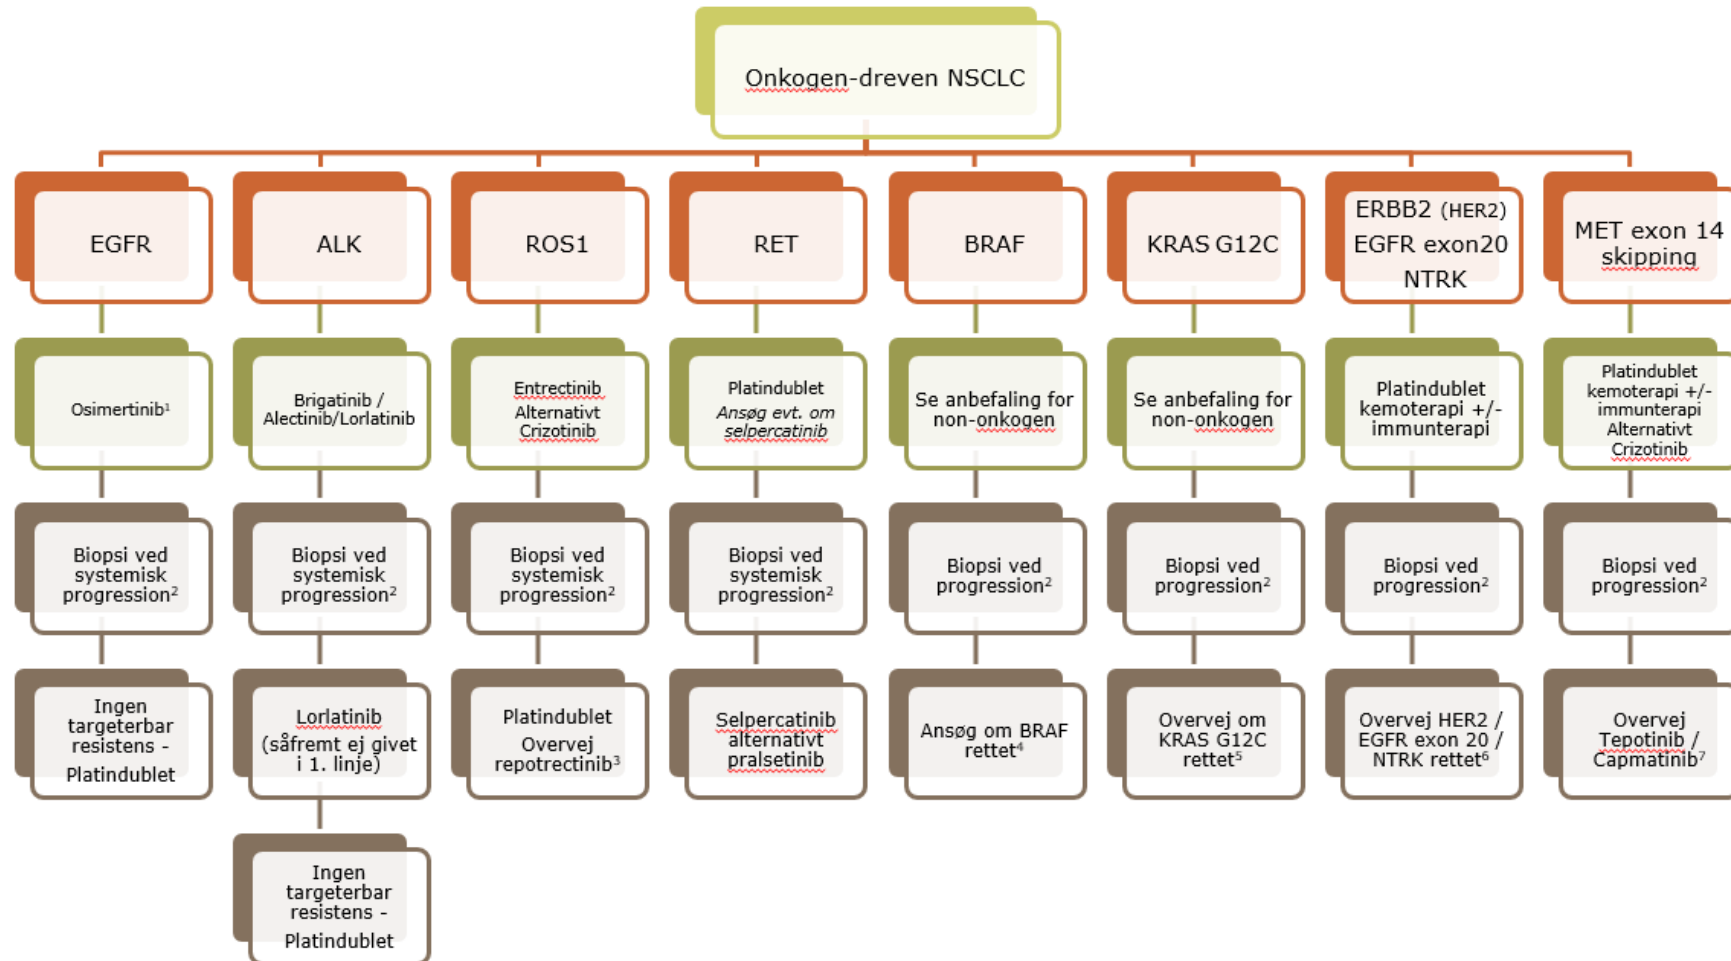 Onkogen-dreven NSCLC
EGFR
ALK
ROS1
RET
BRAF
KRAS G12C
ERBB2 (HER2)
EGFR exon20
NTRK
MET exon 14
skipping
Osimertinib¹
Brigatinib /
Alectinib/Lorlatinib
Entrectinib
Alternativt
Crizotinib
Platindublet
Ansøg evt. om
selpercatinib
Se anbefaling for
non-onkogen
Se anbefaling for
non-onkogen
Platindublet
kemoterapi +/-
immunterapi
Platindublet
kemoterapi +/-
immunterapi
Alternativt
Crizotinib
Biopsi ved
systemisk
progression²
Biopsi ved
systemisk
progression²
Biopsi ved
systemisk
progression²
Biopsi ved
systemisk
progression²
Biopsi ved
progression²
Biopsi ved
progression²
Biopsi ved
progression²
Biopsi ved
progression²
Ingen
targeterbar
resistens -
Platindublet
Lorlatinib
(såfremt ej givet
i 1. linje)
Platindublet
Overvej
repotrectinib³
Selpercatinib
alternativt
pralsetinib
Ansøg om BRAF
rettet⁴
Overvej om
KRAS G12C
rettet⁵
Overvej HER2 /
EGFR exon 20 /
NTRK rettet⁶
Overvej
Tepotinib /
Capmatinib⁷
Ingen
targeterbar
resistens -
Platindublet